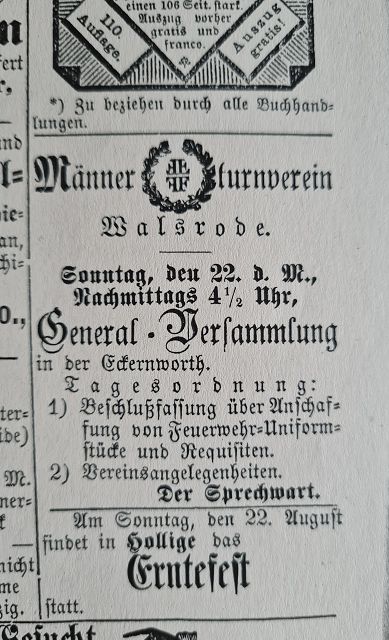 einen 106 Seit. stark.
Auszug vorher
gratis und
franco.
110.
Auflage.
Auszug
gratis!
*) Zu beziehen durch alle Buchhand-
lungen.
Männer turnverein
Walsrode.
Sonntag, den 22. d. M.,
Nachmittags 4½ Uhr,
General-Versammlung
in der Eckernworth.
Tagesordnung:
1) Beschlußfassung über Anschaf-
fung von Feuerwehr-Uniform-
stücke und Requisiten.
2) Vereinsangelegenheiten.
Der Sprechwart.
Am Sonntag, den 22. August
findet in Hollige das
Erntefest
statt.
Gesucht